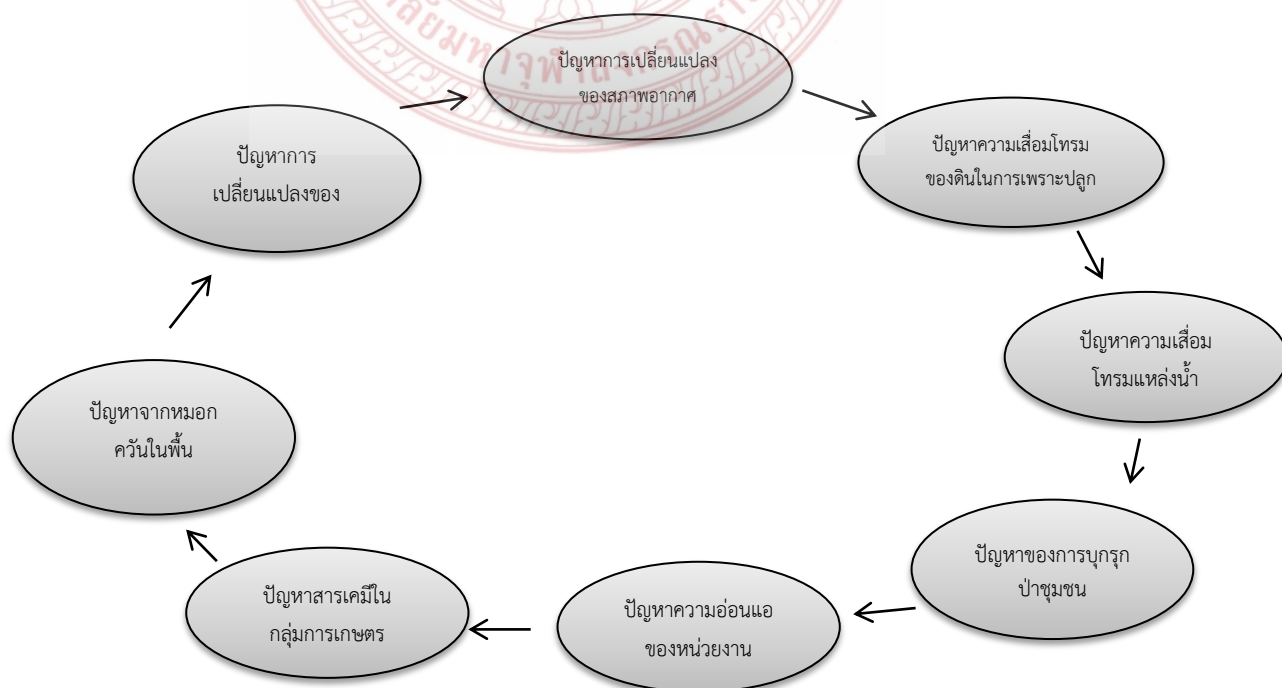 ปัญหาการเปลี่ยนแปลง
ของสภาพอากาศ
ปัญหาความเสื่อมโทรม
ของดินในการเพราะปลูก
ปัญหาความเสื่อม
โทรมแหล่งน้ำ
ปัญหาของการบุกรุก
ป่าชุมชน
ปัญหาความอ่อนแอ
ของหน่วยงาน
ปัญหาสารเคมีใน
กลุ่มการเกษตร
ปัญหาจากหมอก
ควันในพื้น
ปัญหาการ
เปลี่ยนแปลงของ